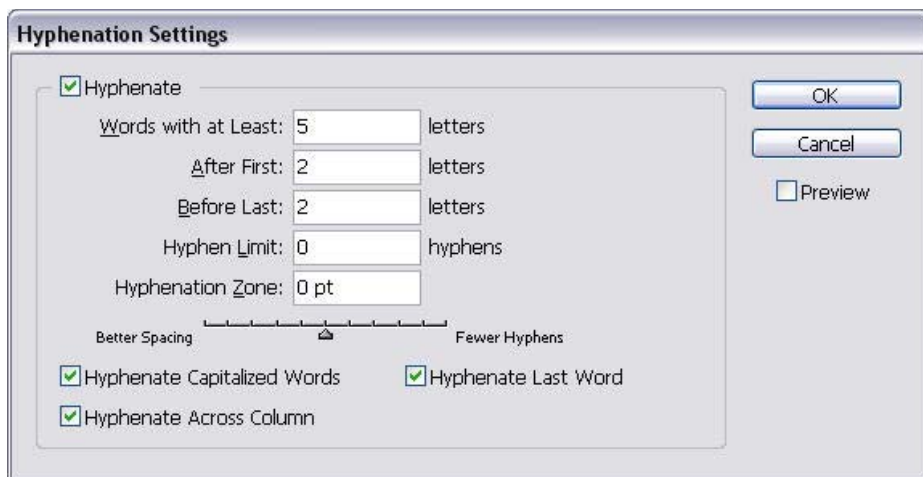 Hyphenation Settings
Hyphenate
Words with at Least: 5 letters
After First: 2 letters
Before Last: 2 letters
Hyphen Limit: 0 hyphens
Hyphenation Zone: 0 pt
Better Spacing Fewer Hyphens
Hyphenate Capitalized Words Hyphenate Last Word
Hyphenate Across Column
OK
Cancel
Preview